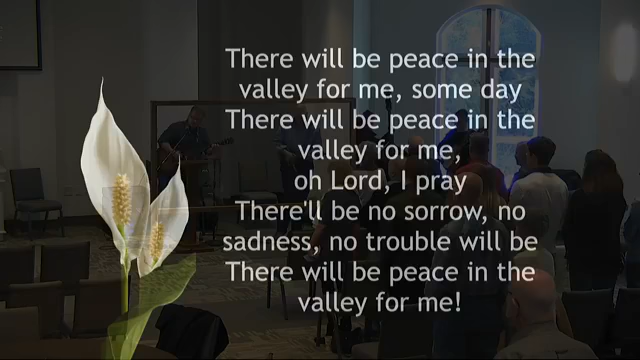 There will be peace in the
valley for me, some day
There will be peace in the
valley for me,
oh Lord, I pray
There'll be no sorrow, no
sadness, no trouble will be
There will be peace in the
valley for me!